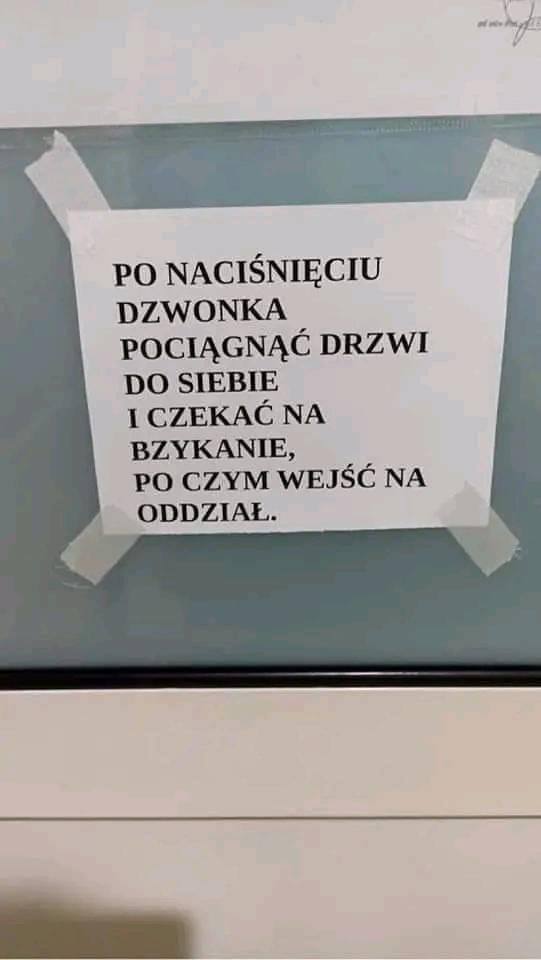 PO NACIŚNIĘCIU
DZWONKA
POCIĄGNĄĆ DRZWI
DO SIEBIE
I CZEKAĆ NA
BZYKANIE,
PO CZYM WEJŚĆ NA
ODDZIAŁ.